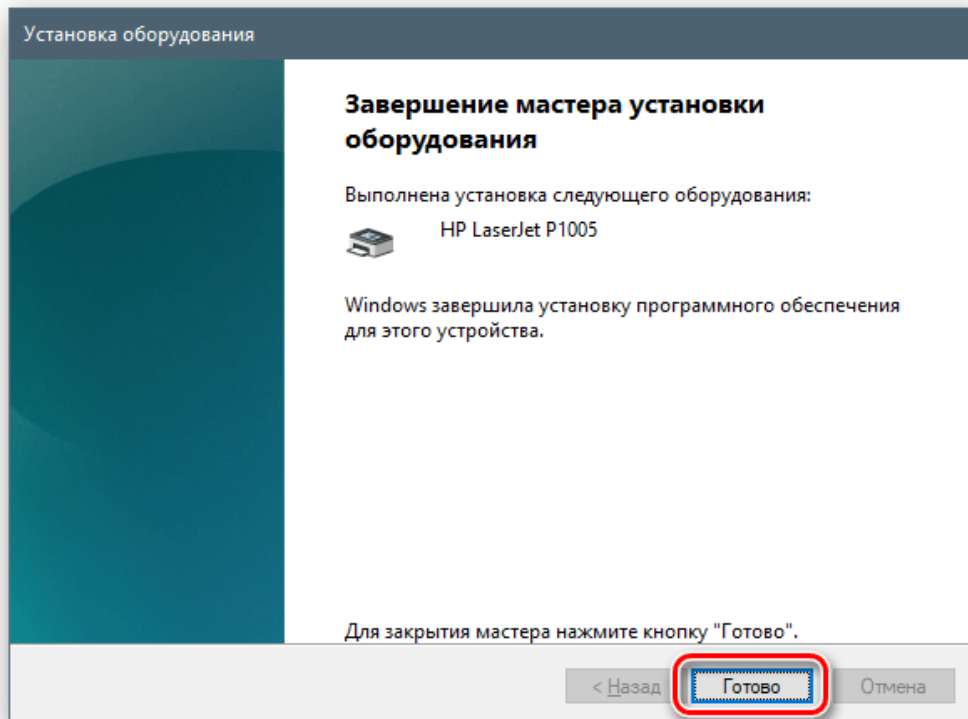 Установка оборудования
Завершение мастера установки
оборудования
Выполнена установка следующего оборудования:
HP LaserJet P1005
Windows завершила установку программного обеспечения
для этого устройства.
Для закрытия мастера нажмите кнопку "Готово".
< Назад
Готово
Отмена